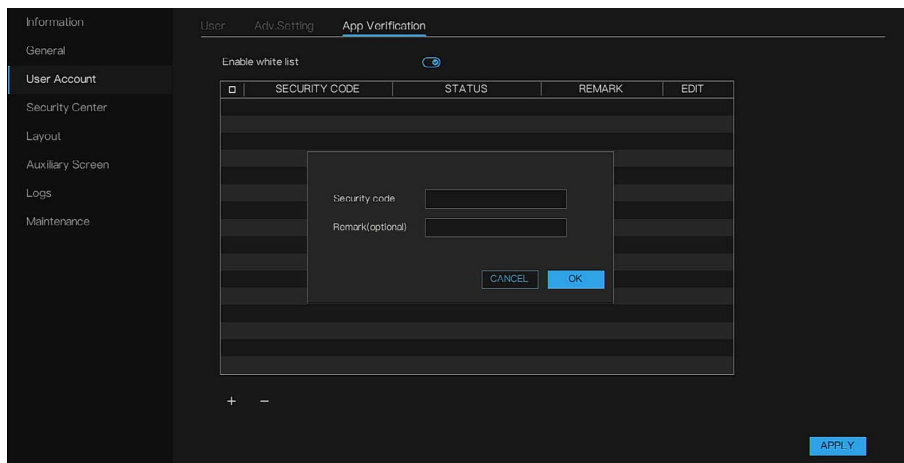 Information
General
User Account
Security Center
Layout
Auxiliary Screen
Logs
Maintenance
User Adv.Setting App Verification
Enable white list
SECURITY CODE STATUS REMARK EDIT
Security code
Remark(optional)
CANCEL OK
+ −
APPLY